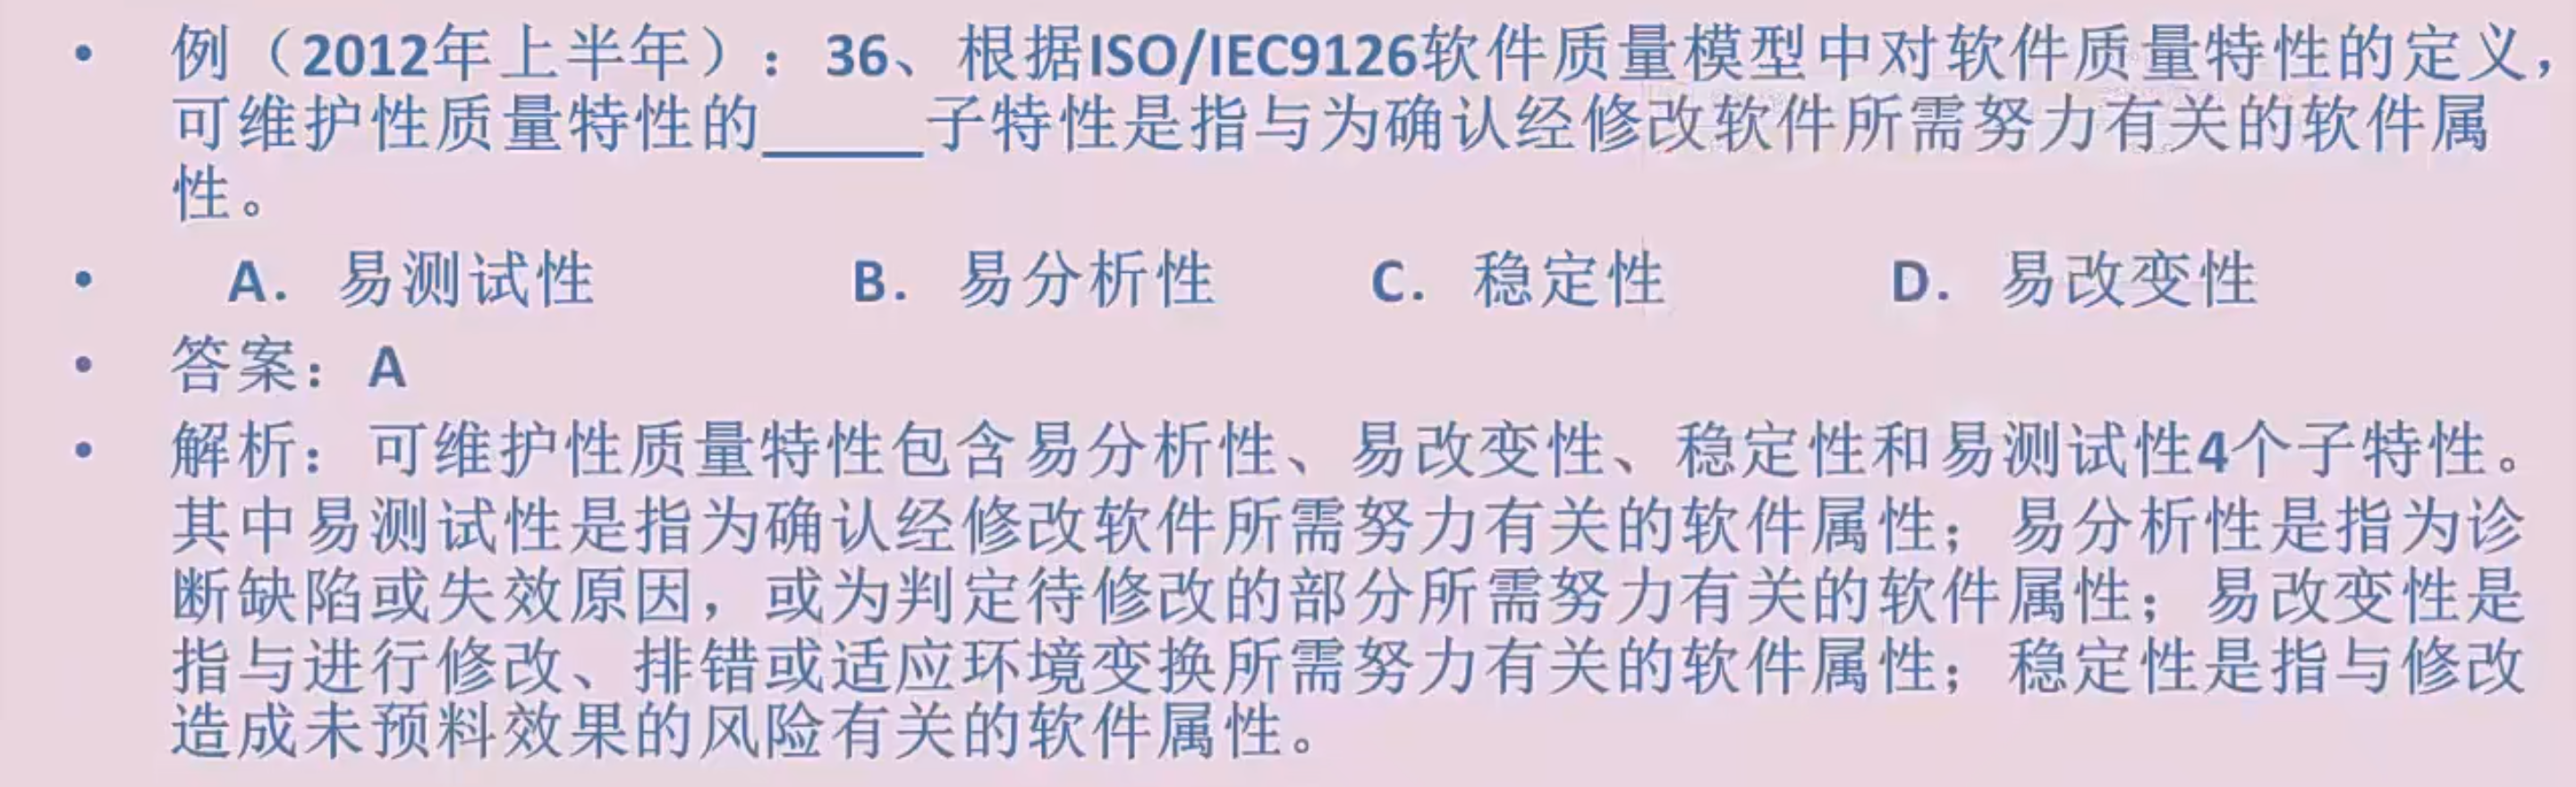 • 例（2012年上半年）：36、根据ISO/IEC9126软件质量模型中对软件质量特性的定义，
可维护性质量特性的_____子特性是指与为确认经修改软件所需努力有关的软件属
性。
• A. 易测试性 B. 易分析性 C. 稳定性 D. 易改变性
• 答案：A
• 解析：可维护性质量特性包含易分析性、易改变性、稳定性和易测试性4个子特性。
其中易测试性是指为确认经修改软件所需努力有关的软件属性；易分析性是指为诊
断缺陷或失效原因，或为判定待修改的部分所需努力有关的软件属性；易改变性是
指与进行修改、排错或适应环境变换所需努力有关的软件属性；稳定性是指与修改
造成未预料效果的风险有关的软件属性。